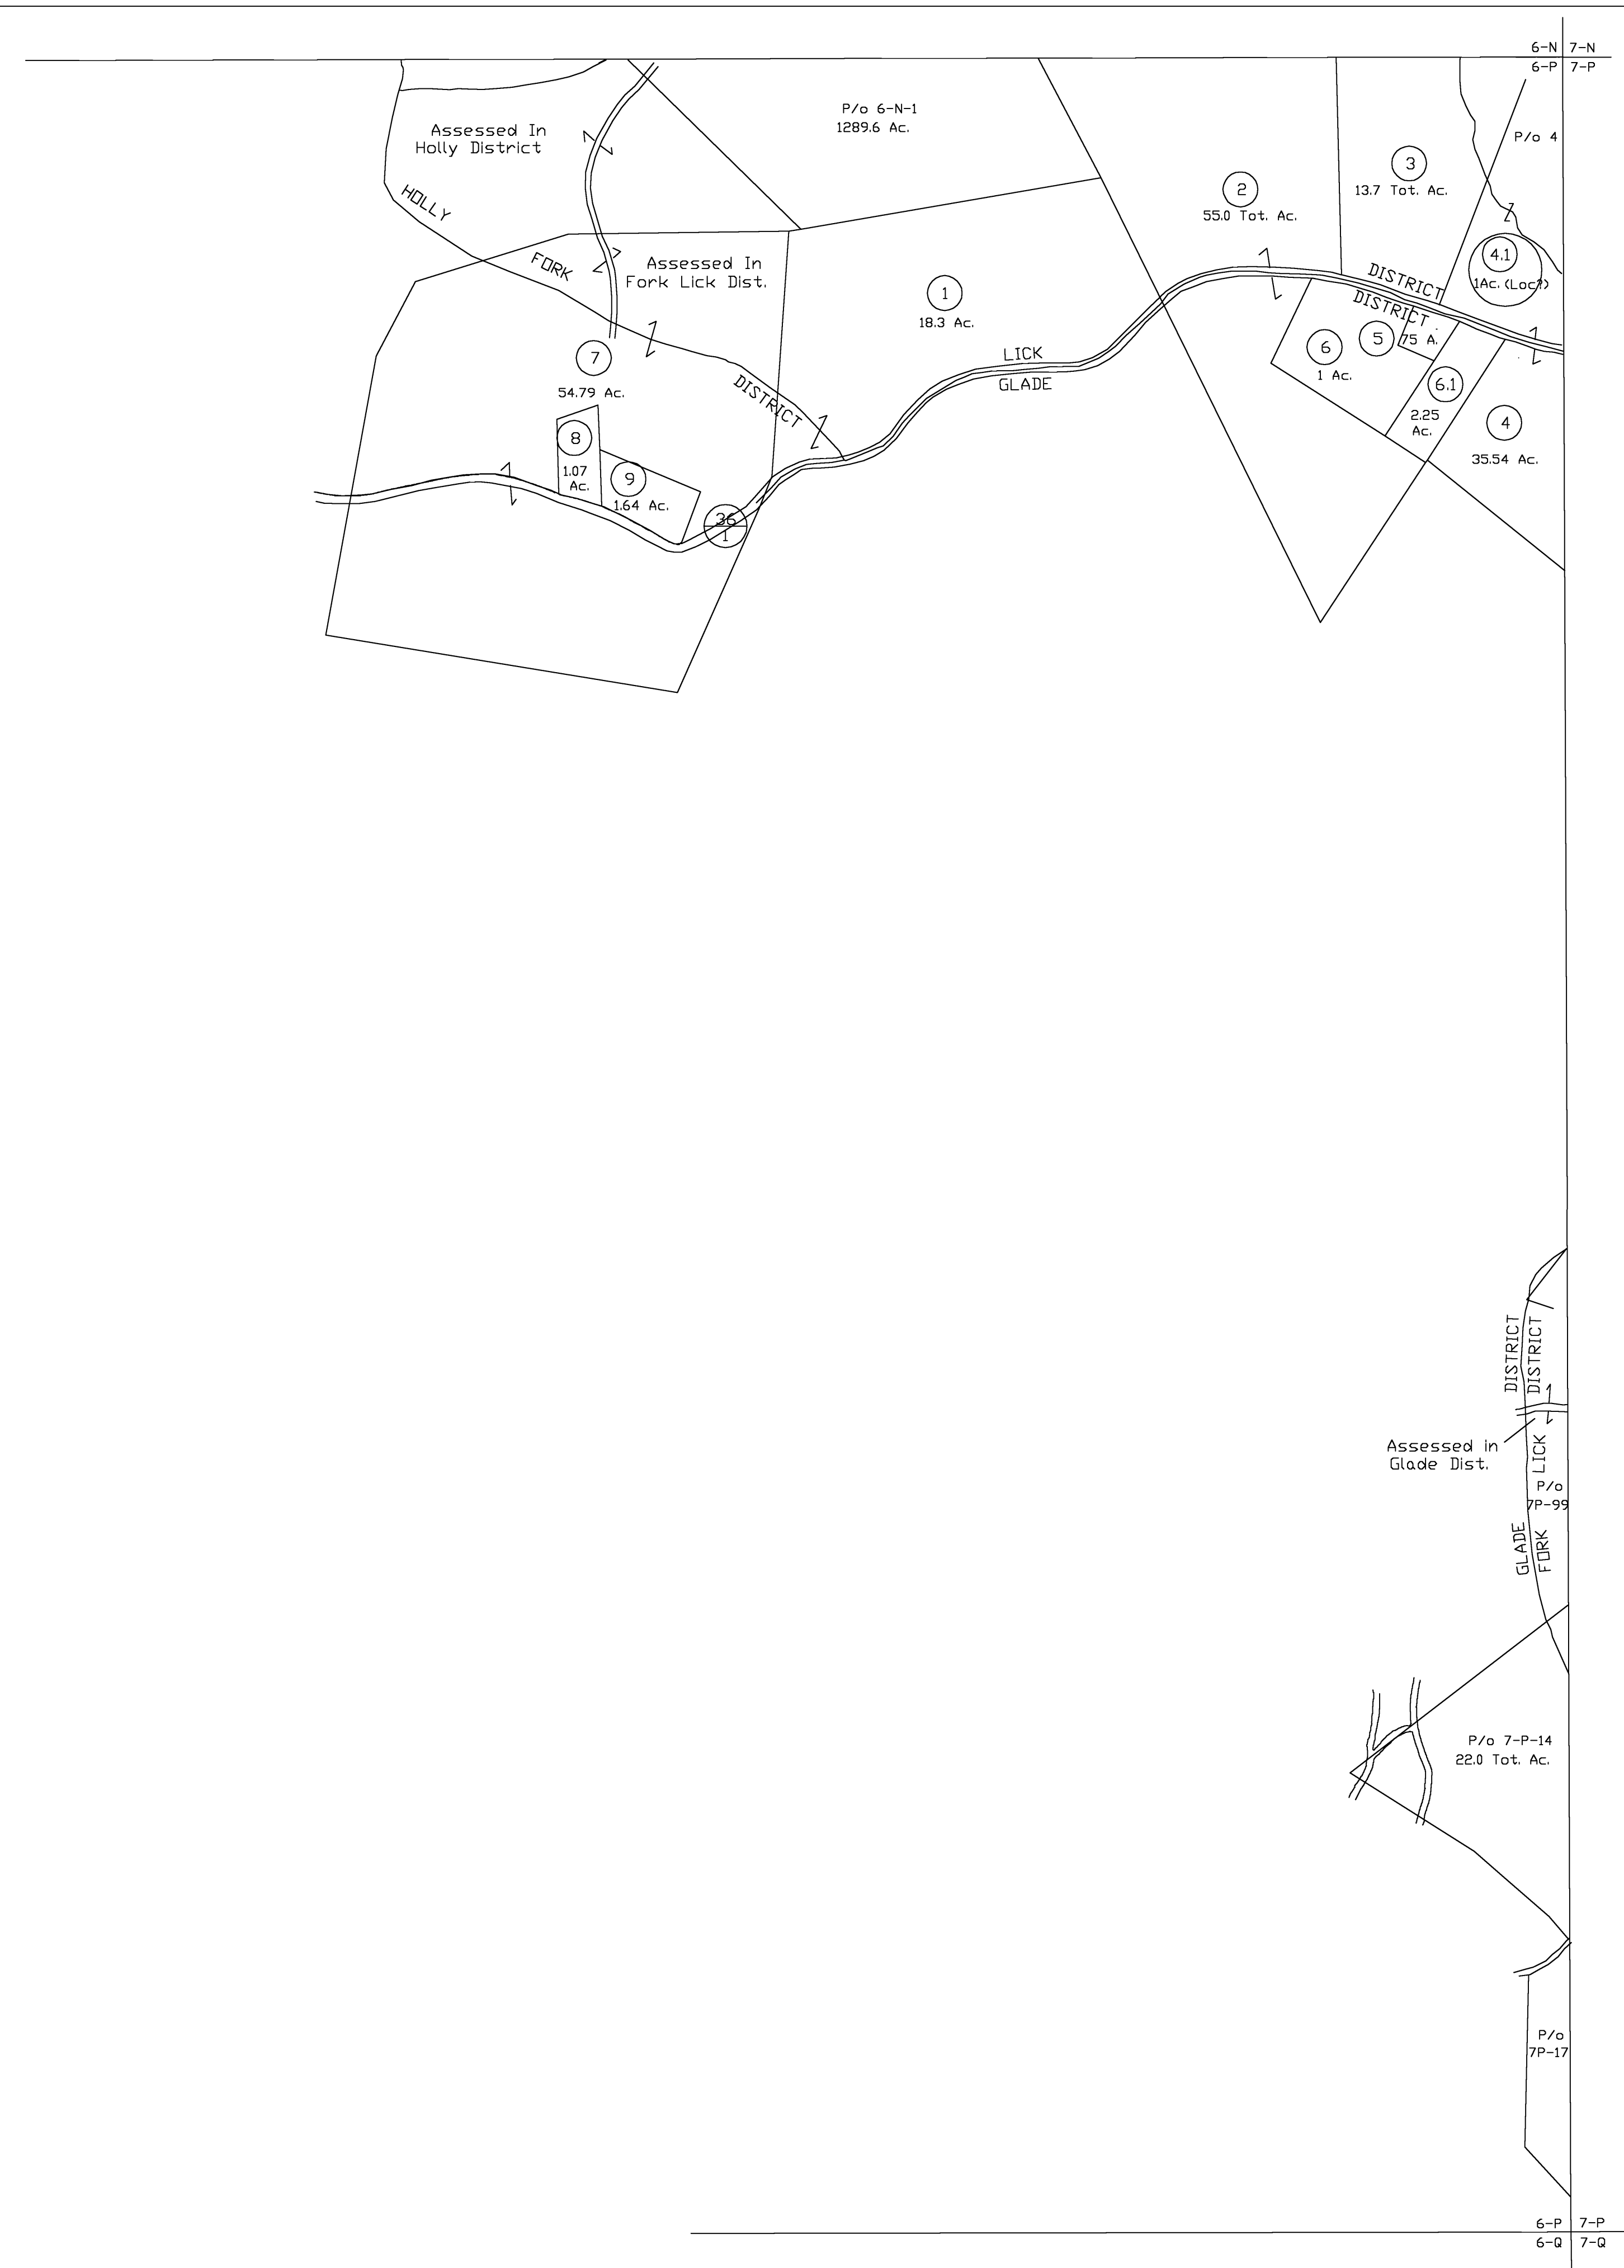 6-N 7-N
6-P 7-P
P/o 6-N-1
1289.6 Ac.
Assessed In
Holly District
P/o 4
3
13.7 Tot. Ac.
2
55.0 Tot. Ac.
HOLLY
FORK
Assessed In
Fork Lick Dist.
4.1
1Ac. (Loc?)
DISTRICT
DISTRICT
1
18.3 Ac.
5
.75 A.
6
1 Ac.
LICK
GLADE
7
54.79 Ac.
DISTRICT
6.1
2.25
Ac.
4
35.54 Ac.
8
1.07
Ac.
9
1.64 Ac.
36
1
DISTRICT
DISTRICT
Assessed in
Glade Dist.
LICK
P/o
7P-99
GLADE
FORK
P/o 7-P-14
22.0 Tot. Ac.
P/o
7P-17
6-P 7-P
6-Q 7-Q